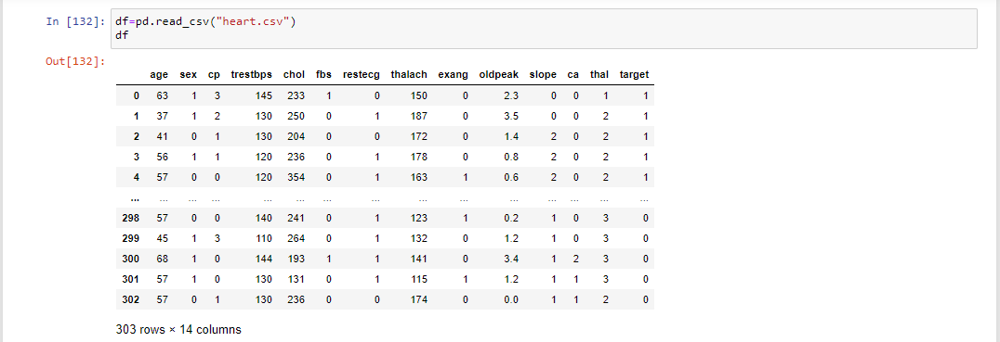 In [132]: df=pd.read_csv("heart.csv")
df
Out[132]:
age sex cp trestbps chol fbs restecg thalach exang oldpeak slope ca thal target
0 63 1 3 145 233 1 0 150 0 2.3 0 0 1 1
1 37 1 2 130 250 0 1 187 0 3.5 0 0 2 1
2 41 0 1 130 204 0 0 172 0 1.4 2 0 2 1
3 56 1 1 120 236 0 1 178 0 0.8 2 0 2 1
4 57 0 0 120 354 0 1 163 1 0.6 2 0 2 1
... ... ... ... ... ... ... ... ... ... ... ... ... ... ...
298 57 0 0 140 241 0 1 123 1 0.2 1 0 3 0
299 45 1 3 110 264 0 1 132 0 1.2 1 0 3 0
300 68 1 0 144 193 1 1 141 0 3.4 1 2 3 0
301 57 1 0 130 131 0 1 115 1 1.2 1 1 3 0
302 57 0 1 130 236 0 0 174 0 0.0 1 1 2 0
303 rows × 14 columns